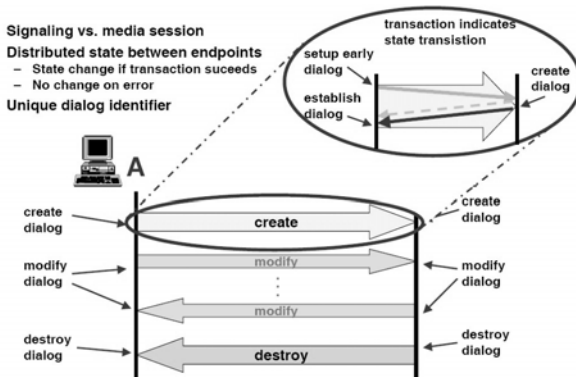 Signaling vs. media session
Distributed state between endpoints
– State change if transaction suceeds
– No change on error
Unique dialog identifier
transaction indicates
state transistion
setup early
dialog
create
dialog
establish
dialog
A
create
dialog
create
create
dialog
modify
dialog
modify
modify
dialog
modify
destroy
dialog
destroy
destroy
dialog